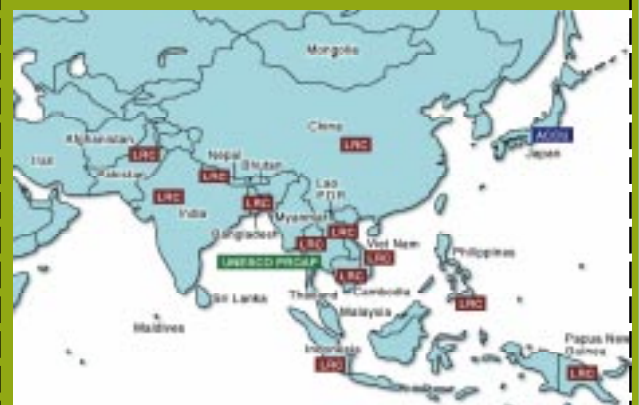 Mongolia
China
LRC
ACCU
Japan
Afghanistan
LRC
Iran
Pakistan
Nepal
LRC
Bhutan
LRC
India
LRC
Bangladesh
Myanmar
LRC
Lao
P.D.R
LRC
Viet Nam
LRC
UNESCO PROAP
LRC
Thailand
Cambodia
Philippines
LRC
Sri Lanka
Maldives
Malaysia
Indonesia
LRC
Papua New
Guinea
LRC